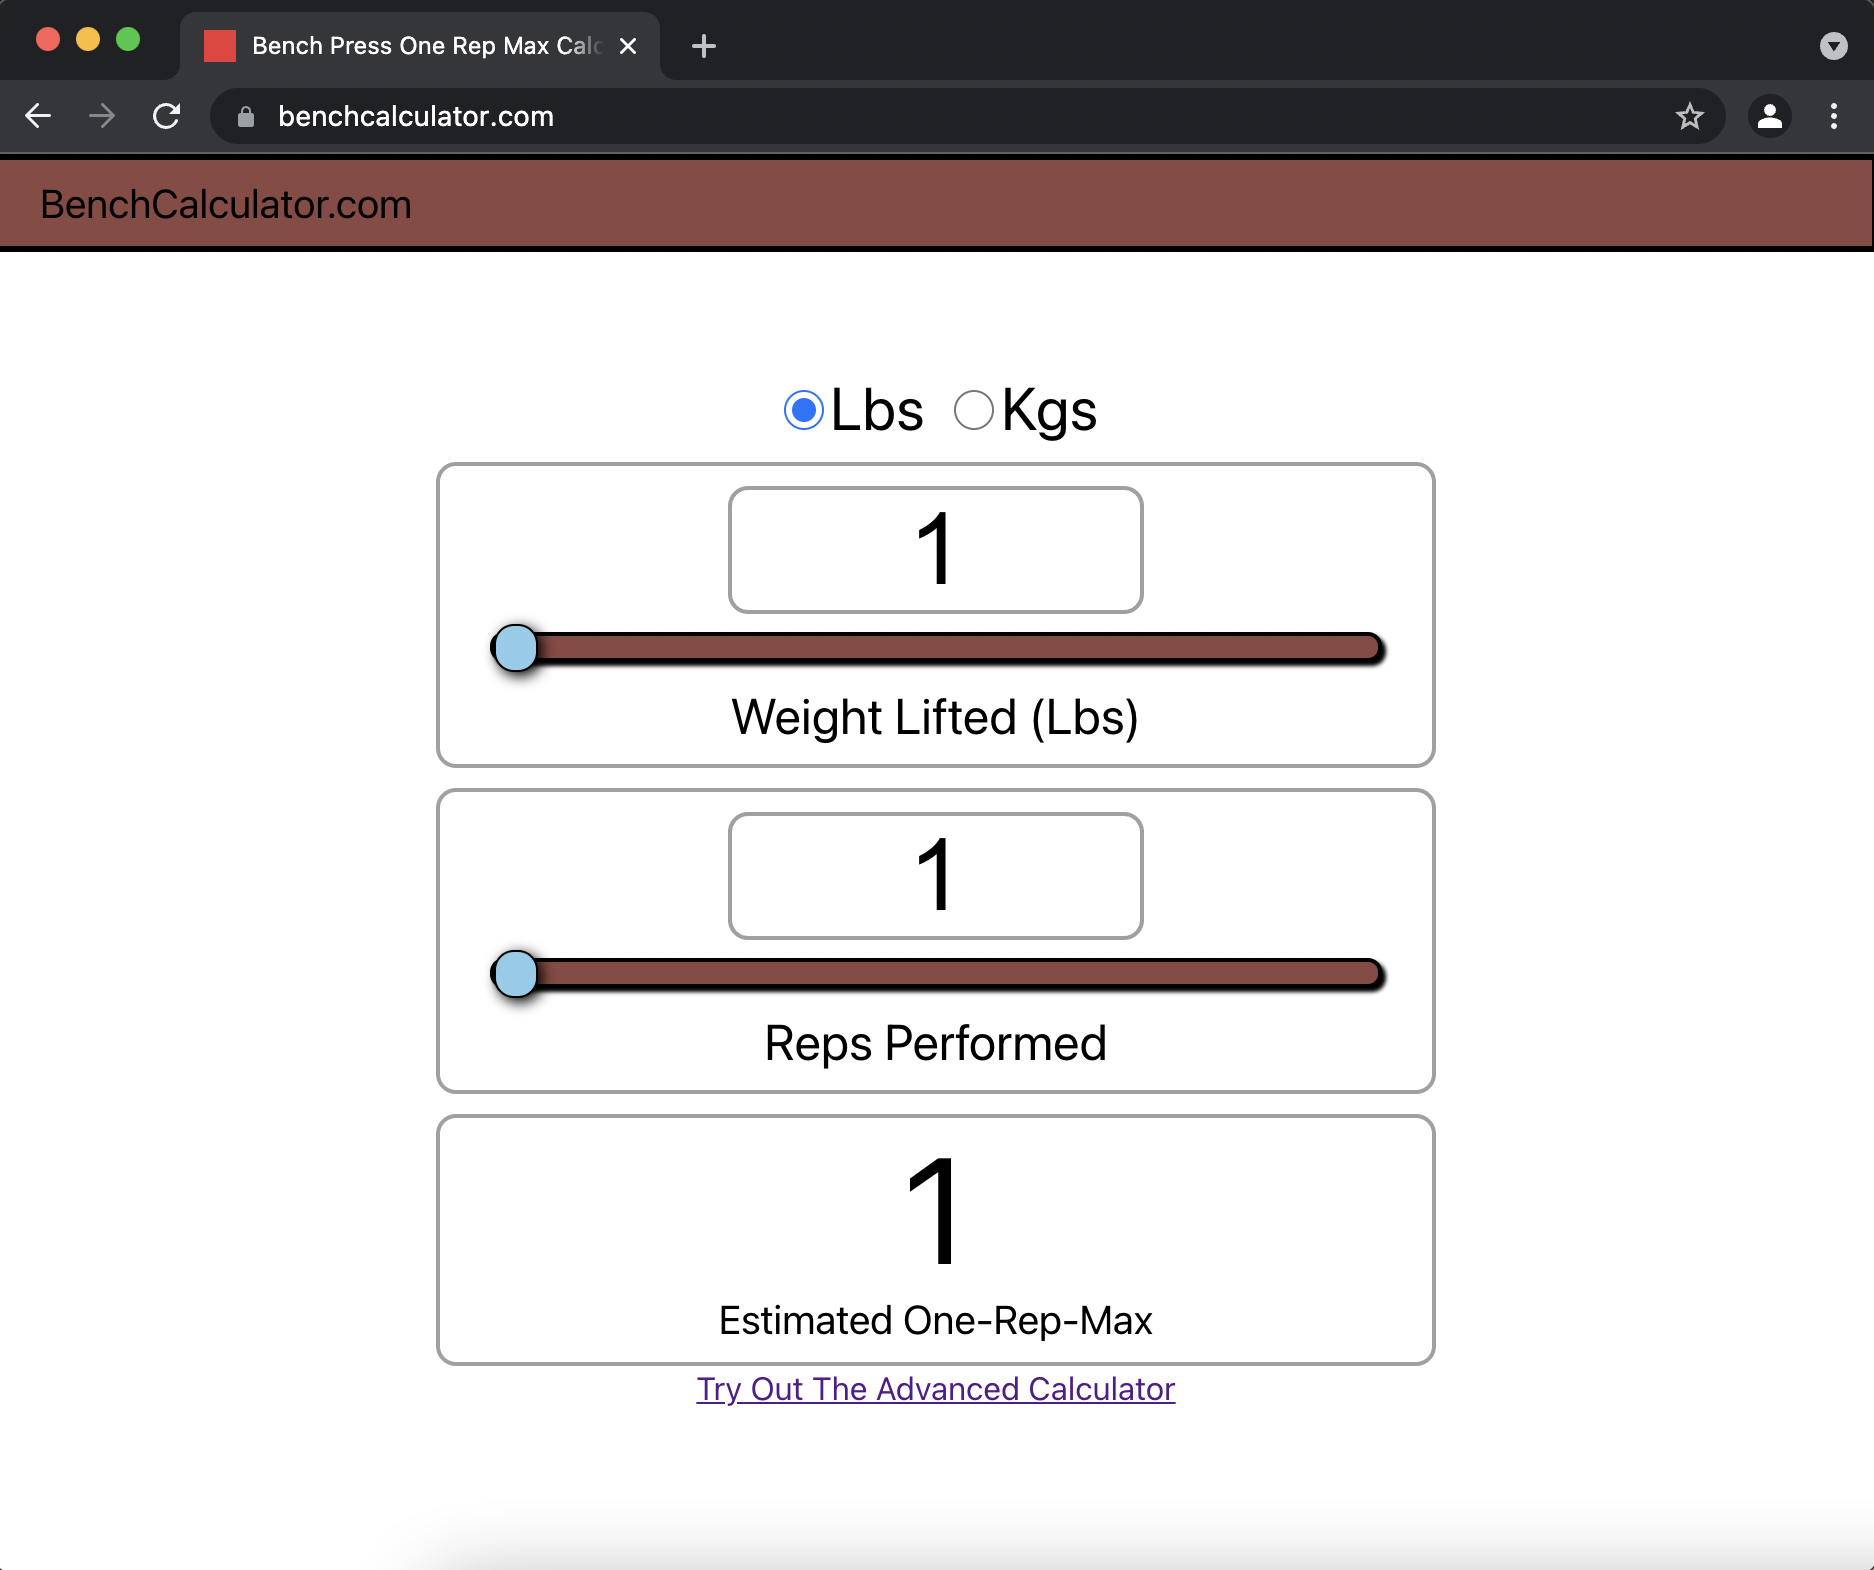 Bench Press One Rep Max Calc
benchcalculator.com
BenchCalculator.com
Lbs Kgs
1
Weight Lifted (Lbs)
1
Reps Performed
1
Estimated One-Rep-Max
Try Out The Advanced Calculator